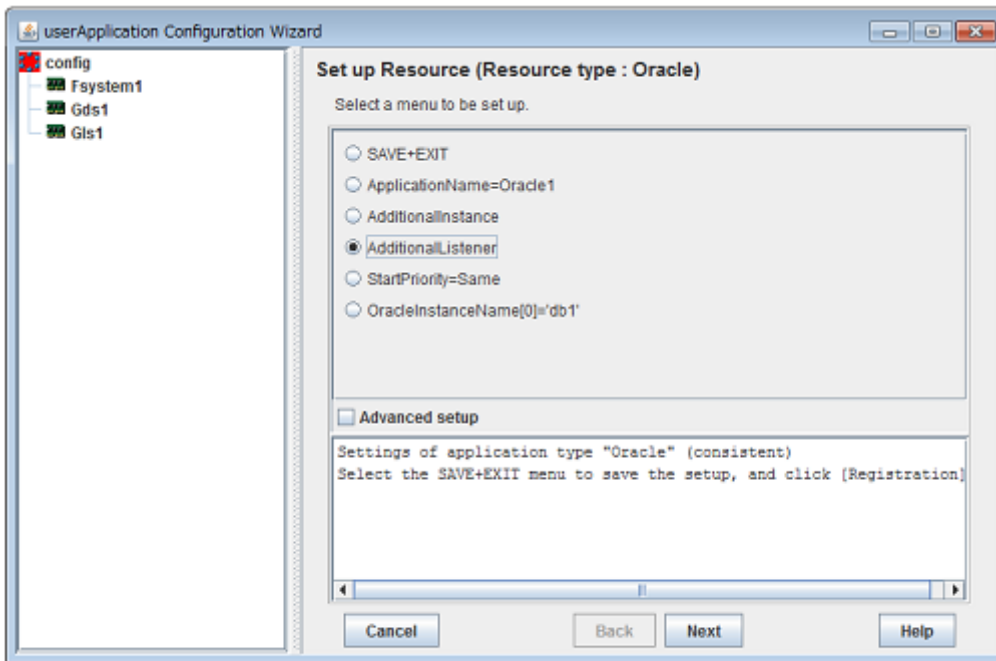 userApplication Configuration Wizard
config
Fsystem1
Gds1
Gls1
Set up Resource (Resource type : Oracle)
Select a menu to be set up.
SAVE+EXIT
ApplicationName=Oracle1
AdditionalInstance
AdditionalListener
StartPriority=Same
OracleInstanceName[0]='db1'
Advanced setup
Settings of application type "Oracle" (consistent)
Select the SAVE+EXIT menu to save the setup, and click [Registration]
Cancel
Back
Next
Help